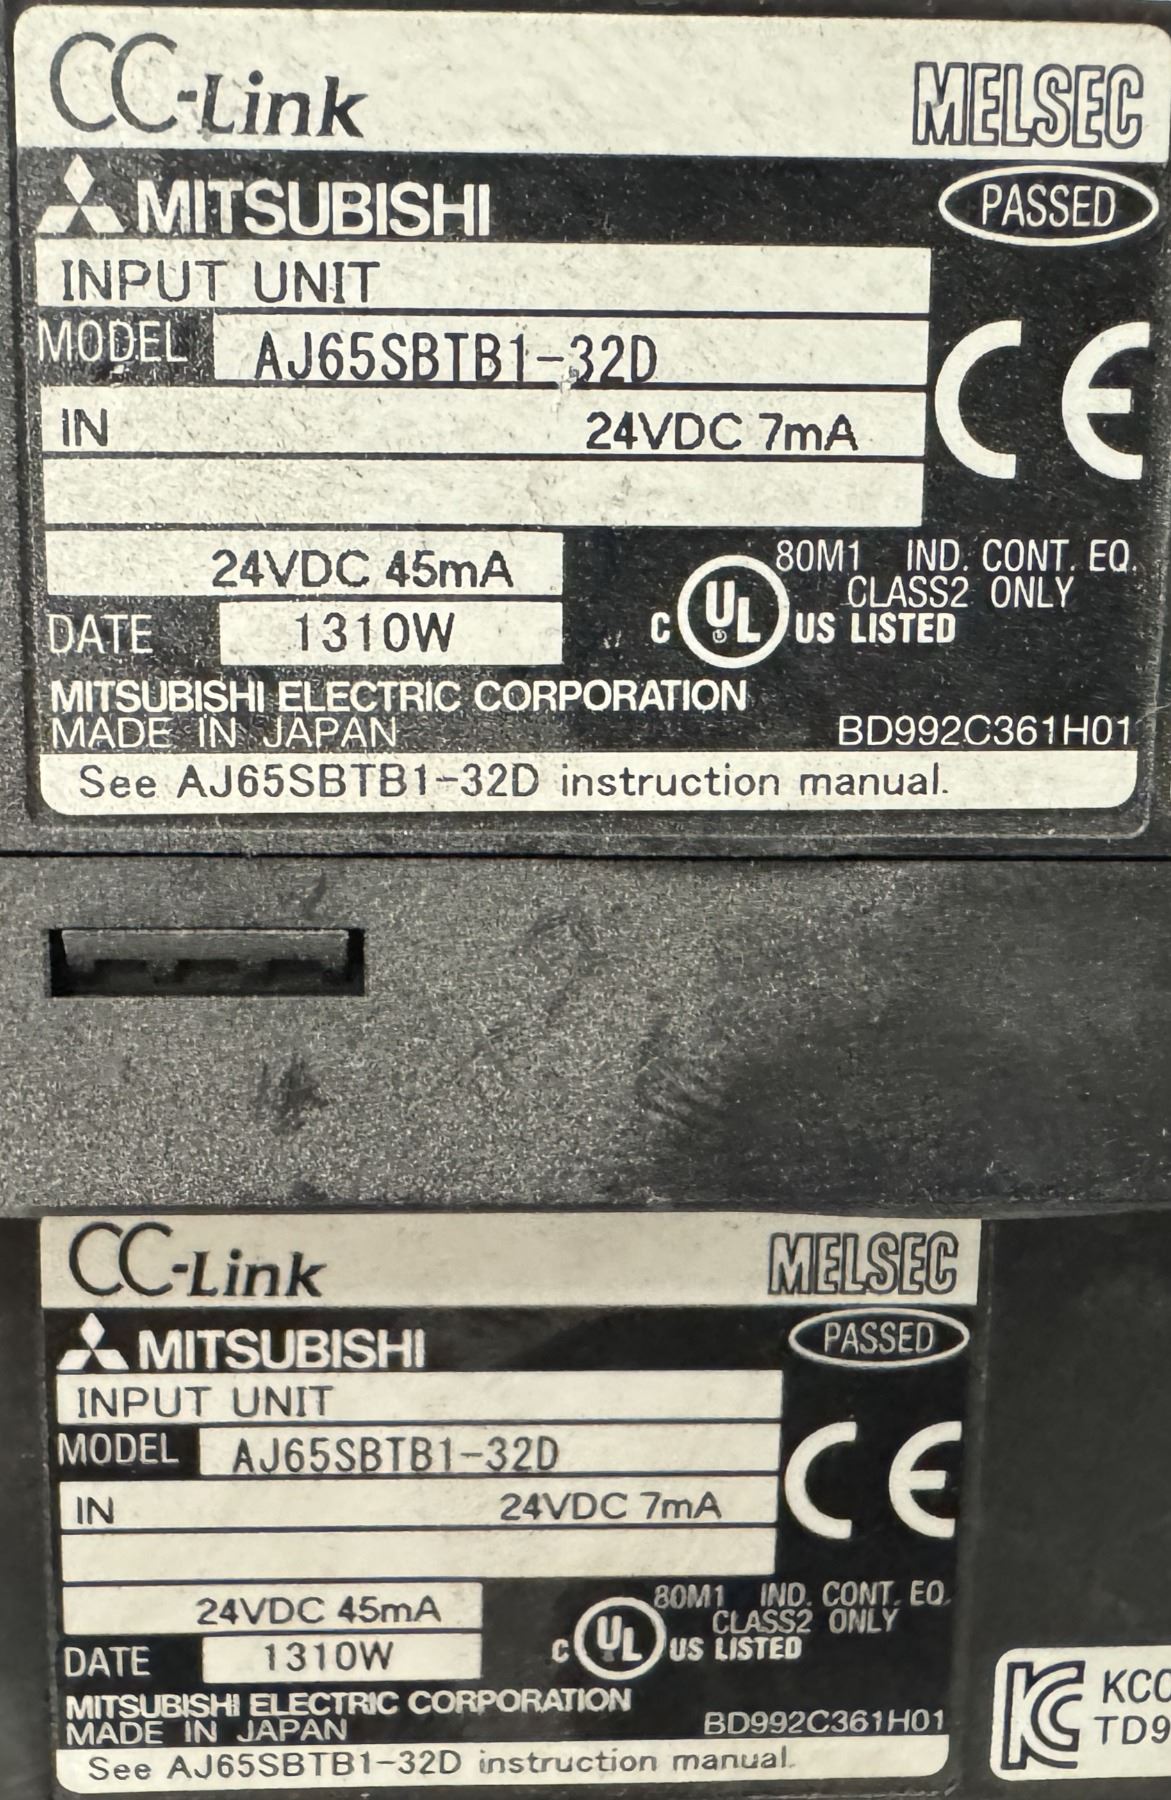 CC-Link MELSEC
MITSUBISHI PASSED
INPUT UNIT
MODEL AJ65SBTB1-32D
IN 24VDC 7mA
CE
24VDC 45mA
80M1 IND. CONT. EQ.
CLASS2 ONLY
C UL US LISTED
DATE 1310W
MITSUBISHI ELECTRIC CORPORATION
MADE IN JAPAN BD992C361H01
See AJ65SBTB1-32D instruction manual.
CC-Link MELSEC
MITSUBISHI PASSED
INPUT UNIT
MODEL AJ65SBTB1-32D
IN 24VDC 7mA
CE
24VDC 45mA
80M1 IND. CONT. EQ.
CLASS2 ONLY
C UL US LISTED
DATE 1310W
MITSUBISHI ELECTRIC CORPORATION
MADE IN JAPAN BD992C361H01
See AJ65SBTB1-32D instruction manual.
KCC
TD9